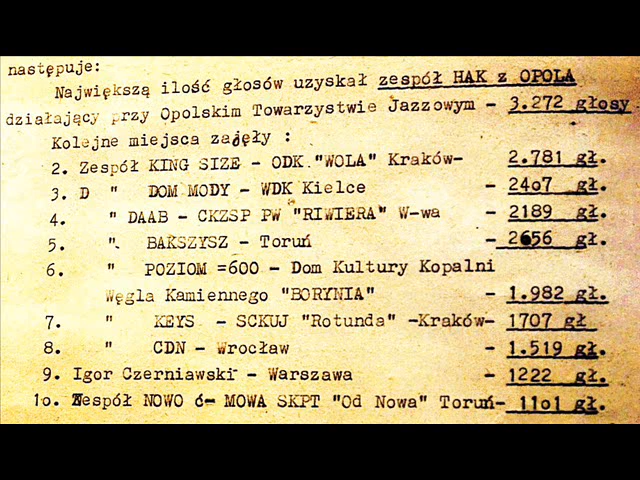 następuje:
Największą ilość głosów uzyskał zespół HAK z OPOLA
działający przy Opolskim Towarzystwie Jazzowym - 3.272 głosy
Kolejne miejsca zajęły :
2. Zespół KING SIZE - ODK "WOLA" Kraków- 2.781 gł.
3. D " DOM MODY - WDK Kielce - 24o7 gł.
4. " DAAB - CKZSP PW "RIWIERA" W-wa - 2189 gł.
5. ". BAKSZYSZ - Toruń - 2656 gł.
6. " POZIOM =600 - Dom Kultury Kopalni
Węgla Kamiennego "BORYNIA" - 1.982 gł.
7. " KEYS - SCKUJ "Rotunda" -Kraków- 1707 gł
8. " CDN - Wrocław - 1.519 gł.
9. Igor Czerniawski - Warszawa - 1222 gł.
1o. Zespół NOWO ó- MOWA SKPT "Od Nowa" Toruń- 11o1 gł.